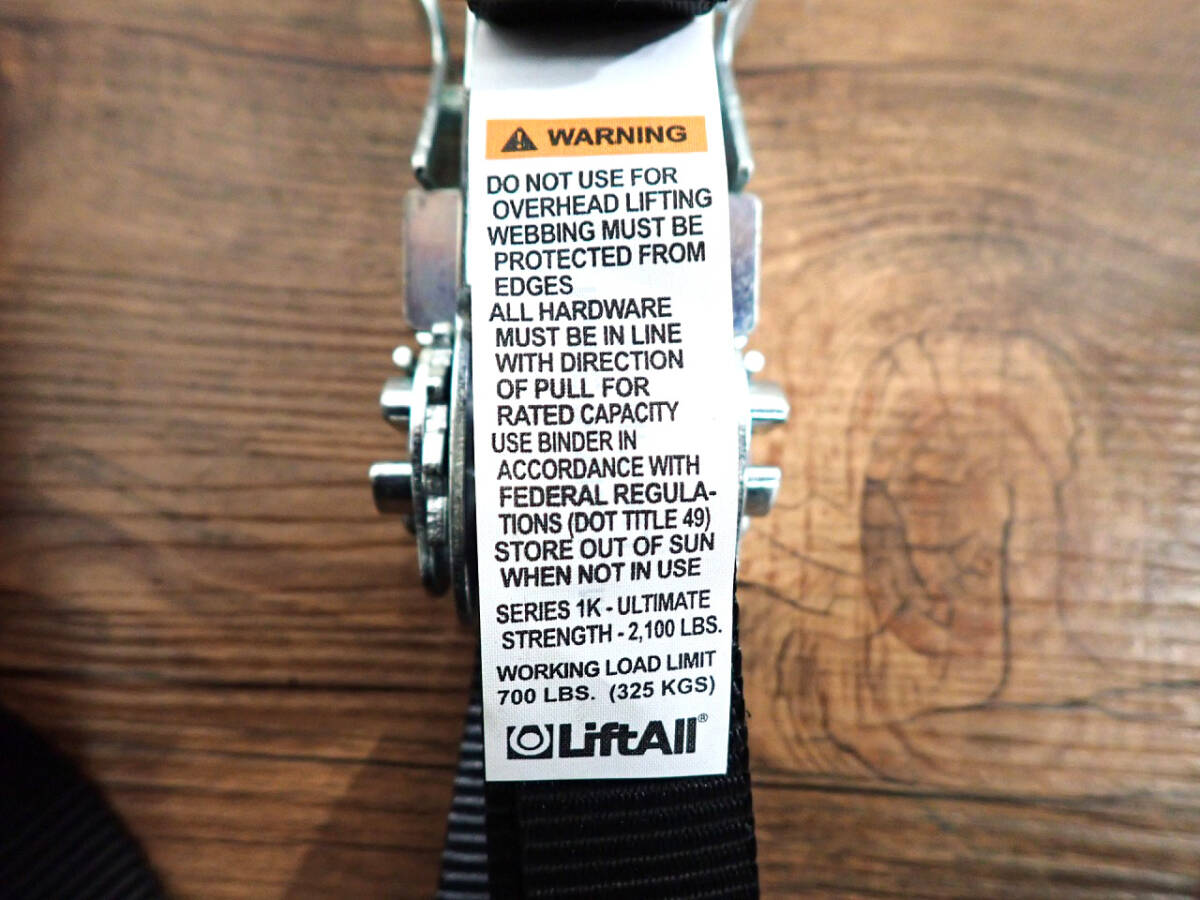 WARNING
DO NOT USE FOR
OVERHEAD LIFTING
WEBBING MUST BE
PROTECTED FROM
EDGES
ALL HARDWARE
MUST BE IN LINE
WITH DIRECTION
OF PULL FOR
RATED CAPACITY
USE BINDER IN
ACCORDANCE WITH
FEDERAL REGULA-
TIONS (DOT TITLE 49)
STORE OUT OF SUN
WHEN NOT IN USE
SERIES 1K - ULTIMATE
STRENGTH - 2,100 LBS.
WORKING LOAD LIMIT
700 LBS. (325 KGS)
LiftAll®